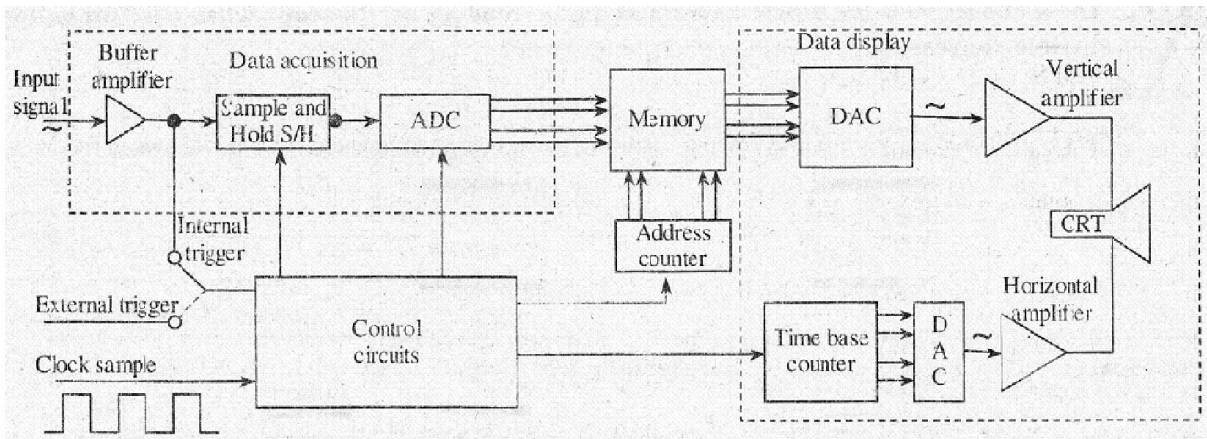 Data display
Buffer
amplifier
Data acquisition
Input
signal
Sample and
Hold S/H
ADC
Memory
DAC
Vertical
amplifier
CRT
Internal
trigger
Address
counter
External trigger
Control
circuits
Horizontal
amplifier
Time base
counter
D
A
C
Clock sample